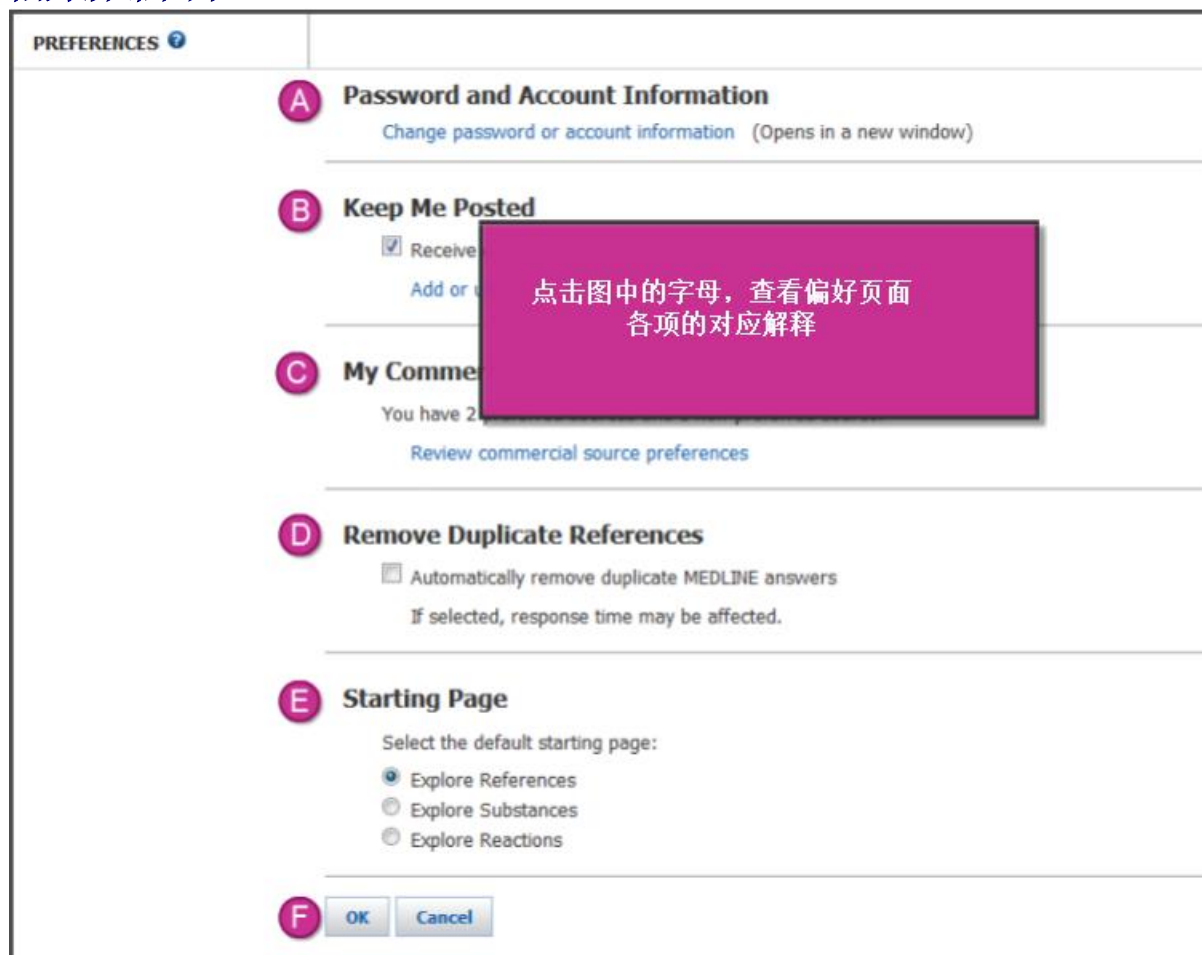 PREFERENCES ?
A Password and Account Information
Change password or account information (Opens in a new window)
B Keep Me Posted
Receive
Add or
点击图中的字母，查看偏好页面
各项的对应解释
C My Comme
You have 2
Review commercial source preferences
D Remove Duplicate References
Automatically remove duplicate MEDLINE answers
If selected, response time may be affected.
E Starting Page
Select the default starting page:
Explore References
Explore Substances
Explore Reactions
F OK Cancel